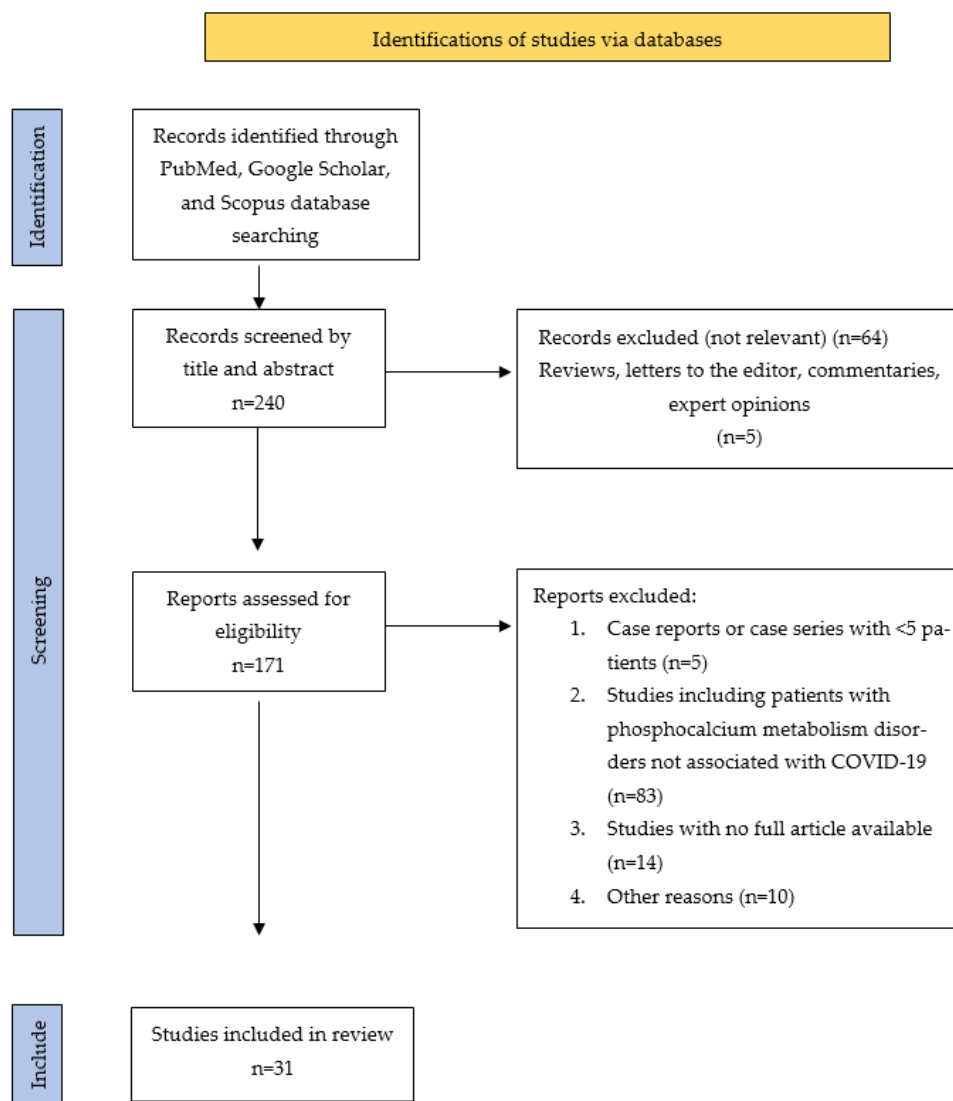 Identifications of studies via databases
Identification
Records identified through
PubMed, Google Scholar,
and Scopus database
searching
Screening
Records screened by
title and abstract
n=240
Records excluded (not relevant) (n=64)
Reviews, letters to the editor, commentaries,
expert opinions
(n=5)
Reports assessed for
eligibility
n=171
Reports excluded:
1. Case reports or case series with <5 pa-
tients (n=5)
2. Studies including patients with
phosphocalcium metabolism disor-
ders not associated with COVID-19
(n=83)
3. Studies with no full article available
(n=14)
4. Other reasons (n=10)
Include
Studies included in review
n=31